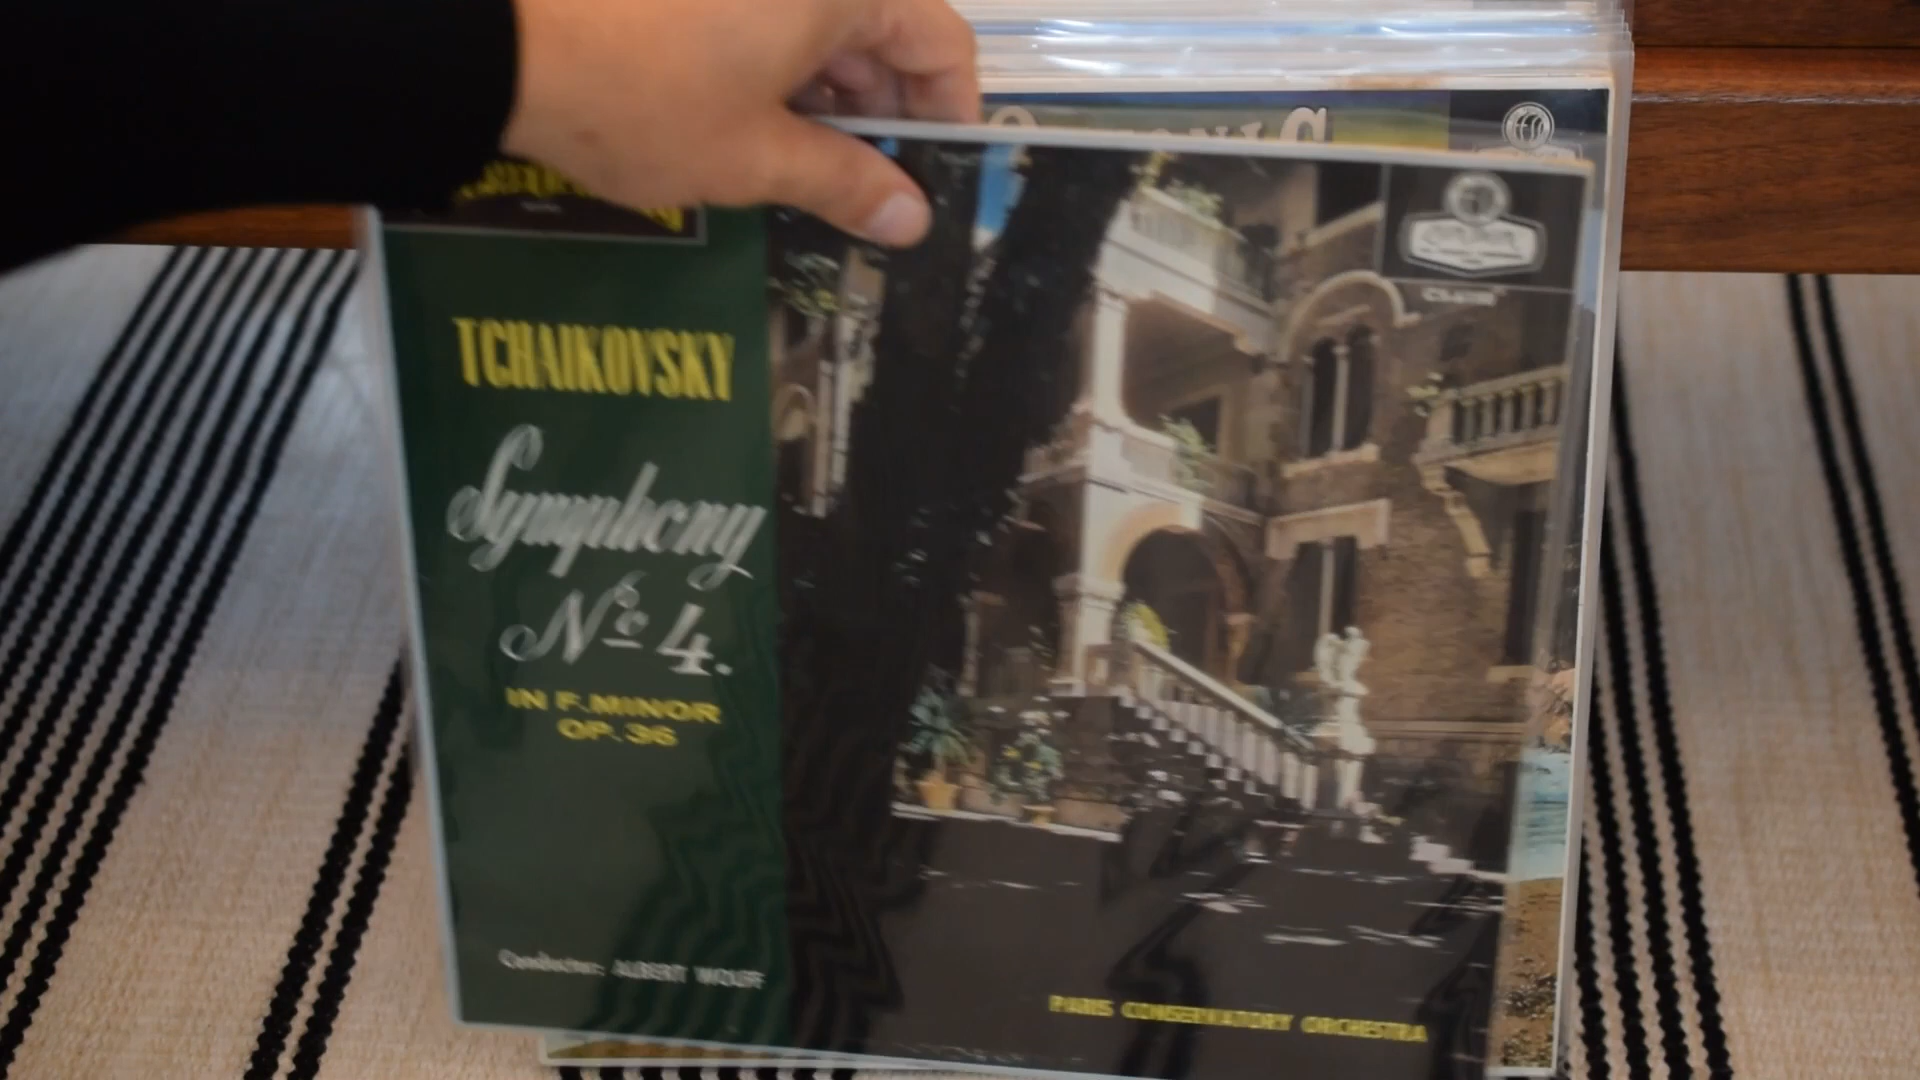 TCHAIKOVSKY
Symphony
No 4.
IN F. MINOR
OP. 36
Conductor: ALBERT WOLFF
PARIS CONSERVATORY ORCHESTRA